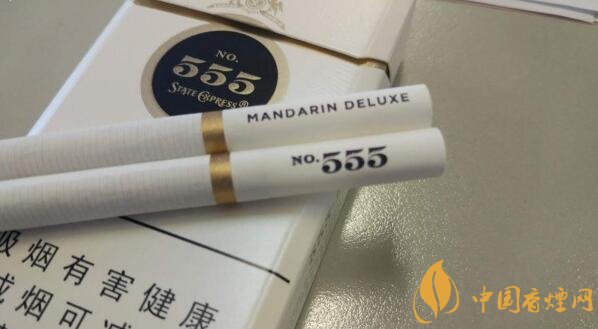 NO.
555
STATE EXPRESS®
MANDARIN DELUXE
NO. 555
吸烟有害健康
戒烟可减
中国香烟网